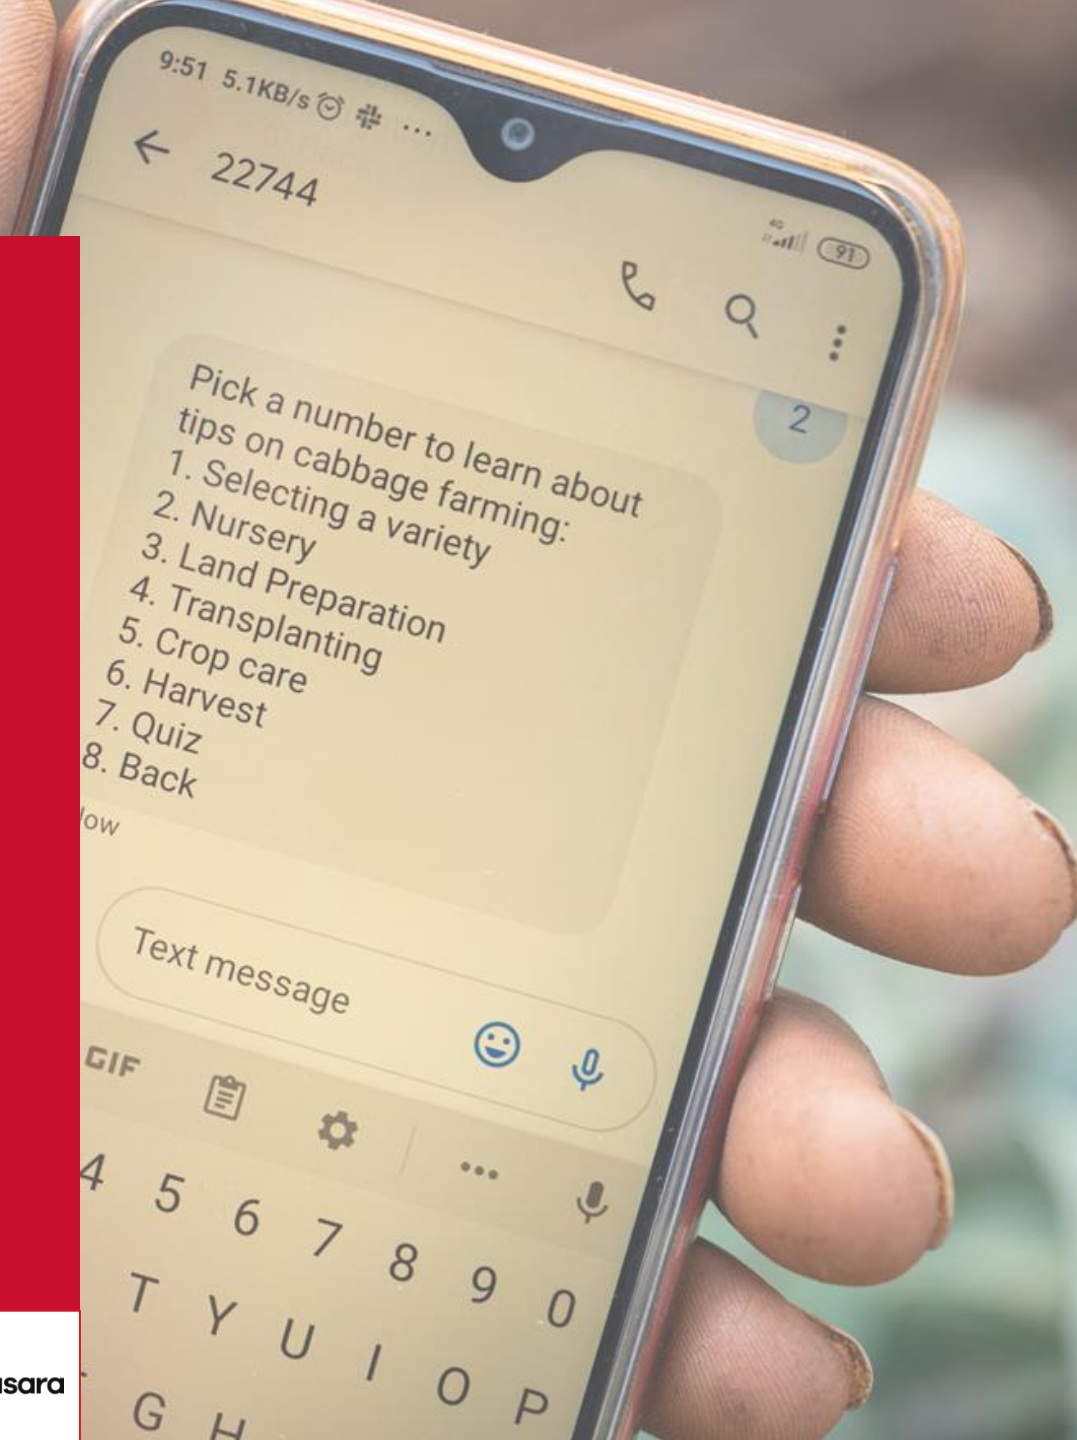 9:51 5.1KB/s ...
4G
91
22744
2
Pick a number to learn about
tips on cabbage farming:
1. Selecting a variety
2. Nursery
3. Land Preparation
4. Transplanting
5. Crop care
6. Harvest
7. Quiz
8. Back
Text message
GIF
4 5 6 7 8 9 0
T Y U I O P
G H